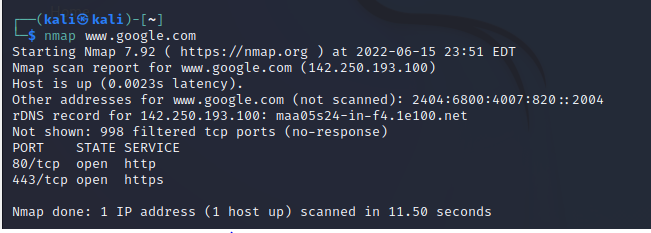 ┌──(kali㉿kali)-[~]
└─$ nmap www.google.com
Starting Nmap 7.92 ( https://nmap.org ) at 2022-06-15 23:51 EDT
Nmap scan report for www.google.com (142.250.193.100)
Host is up (0.0023s latency).
Other addresses for www.google.com (not scanned): 2404:6800:4007:820::2004
rDNS record for 142.250.193.100: maa05s24-in-f4.1e100.net
Not shown: 998 filtered tcp ports (no-response)
PORT    STATE SERVICE
80/tcp  open  http
443/tcp open  https
Nmap done: 1 IP address (1 host up) scanned in 11.50 seconds